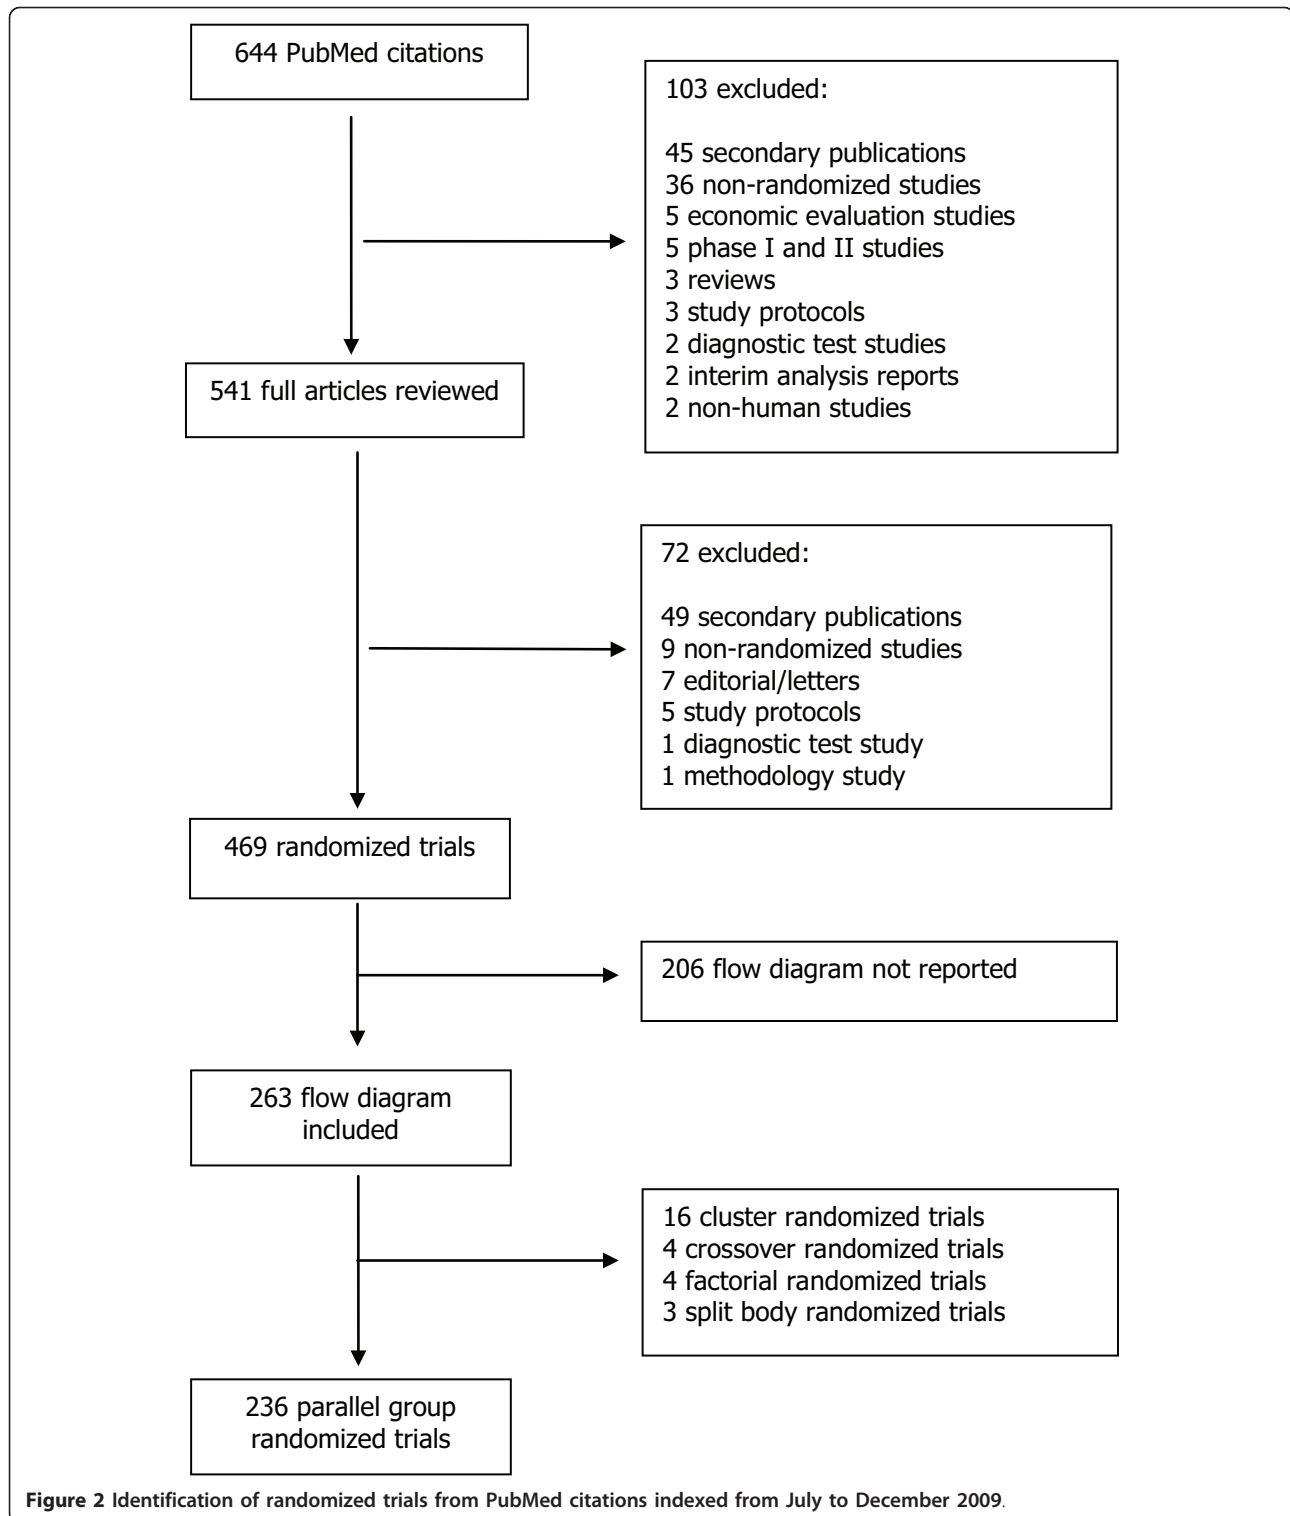 644 PubMed citations
103 excluded:
45 secondary publications
36 non-randomized studies
5 economic evaluation studies
5 phase I and II studies
3 reviews
3 study protocols
2 diagnostic test studies
2 interim analysis reports
2 non-human studies
541 full articles reviewed
72 excluded:
49 secondary publications
9 non-randomized studies
7 editorial/letters
5 study protocols
1 diagnostic test study
1 methodology study
469 randomized trials
206 flow diagram not reported
263 flow diagram
included
16 cluster randomized trials
4 crossover randomized trials
4 factorial randomized trials
3 split body randomized trials
236 parallel group
randomized trials
Figure 2 Identification of randomized trials from PubMed citations indexed from July to December 2009.